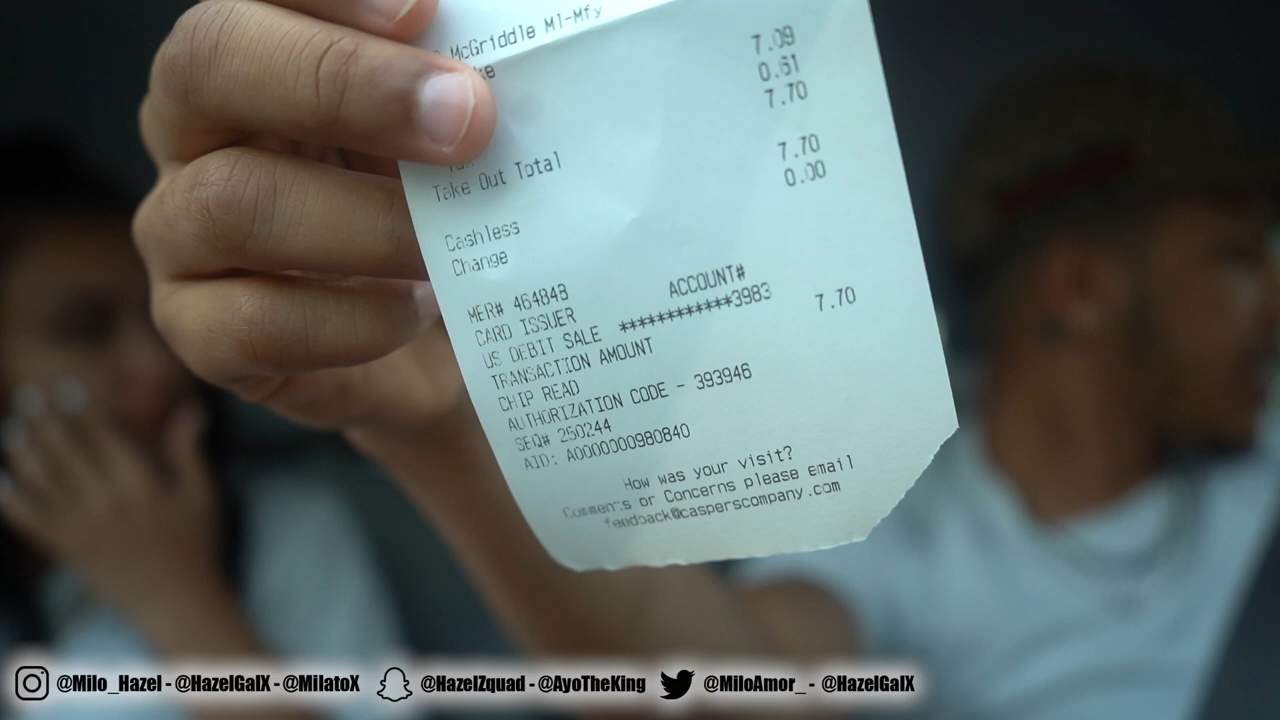 McGriddle Ml-Mfy
ke
7.09
0.61
7.70
Take-Out Total
7.70
Cashless
0.00
Change
MER# 464843
CARD ISSUER ACCOUNT#
US DEBIT SALE ************3983
TRANSACTION AMOUNT 7.70
CHIP READ
AUTHORIZATION CODE - 393946
SEQ# 250244
AID: A0000000980840
How was your visit?
Comments or Concerns please email
feedback@casperscompany.com
@Milo_Hazel - @HazelGalX - @MilatoX @HazelZquad - @AyoTheKing @MiloAmor_ - @HazelGalX